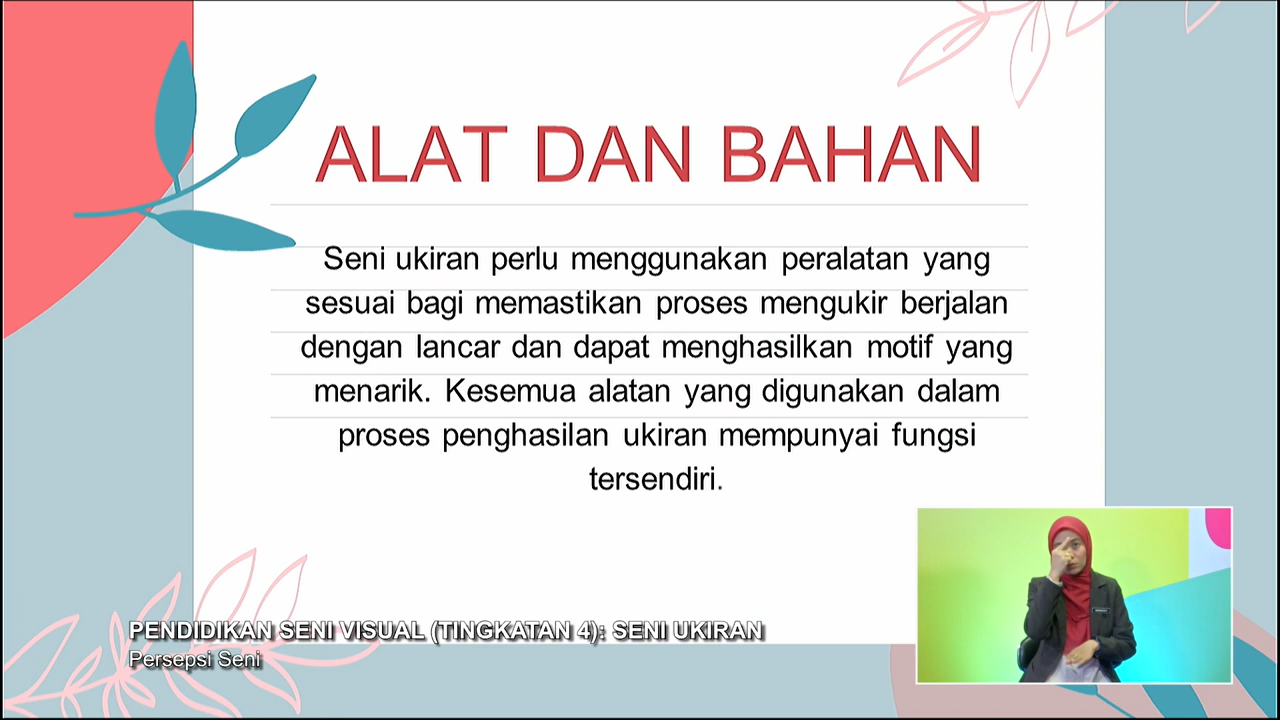 ALAT DAN BAHAN
Seni ukiran perlu menggunakan peralatan yang
sesuai bagi memastikan proses mengukir berjalan
dengan lancar dan dapat menghasilkan motif yang
menarik. Kesemua alatan yang digunakan dalam
proses penghasilan ukiran mempunyai fungsi
tersendiri.
PENDIDIKAN SENI VISUAL (TINGKATAN 4): SENI UKIRAN
Persepsi Seni